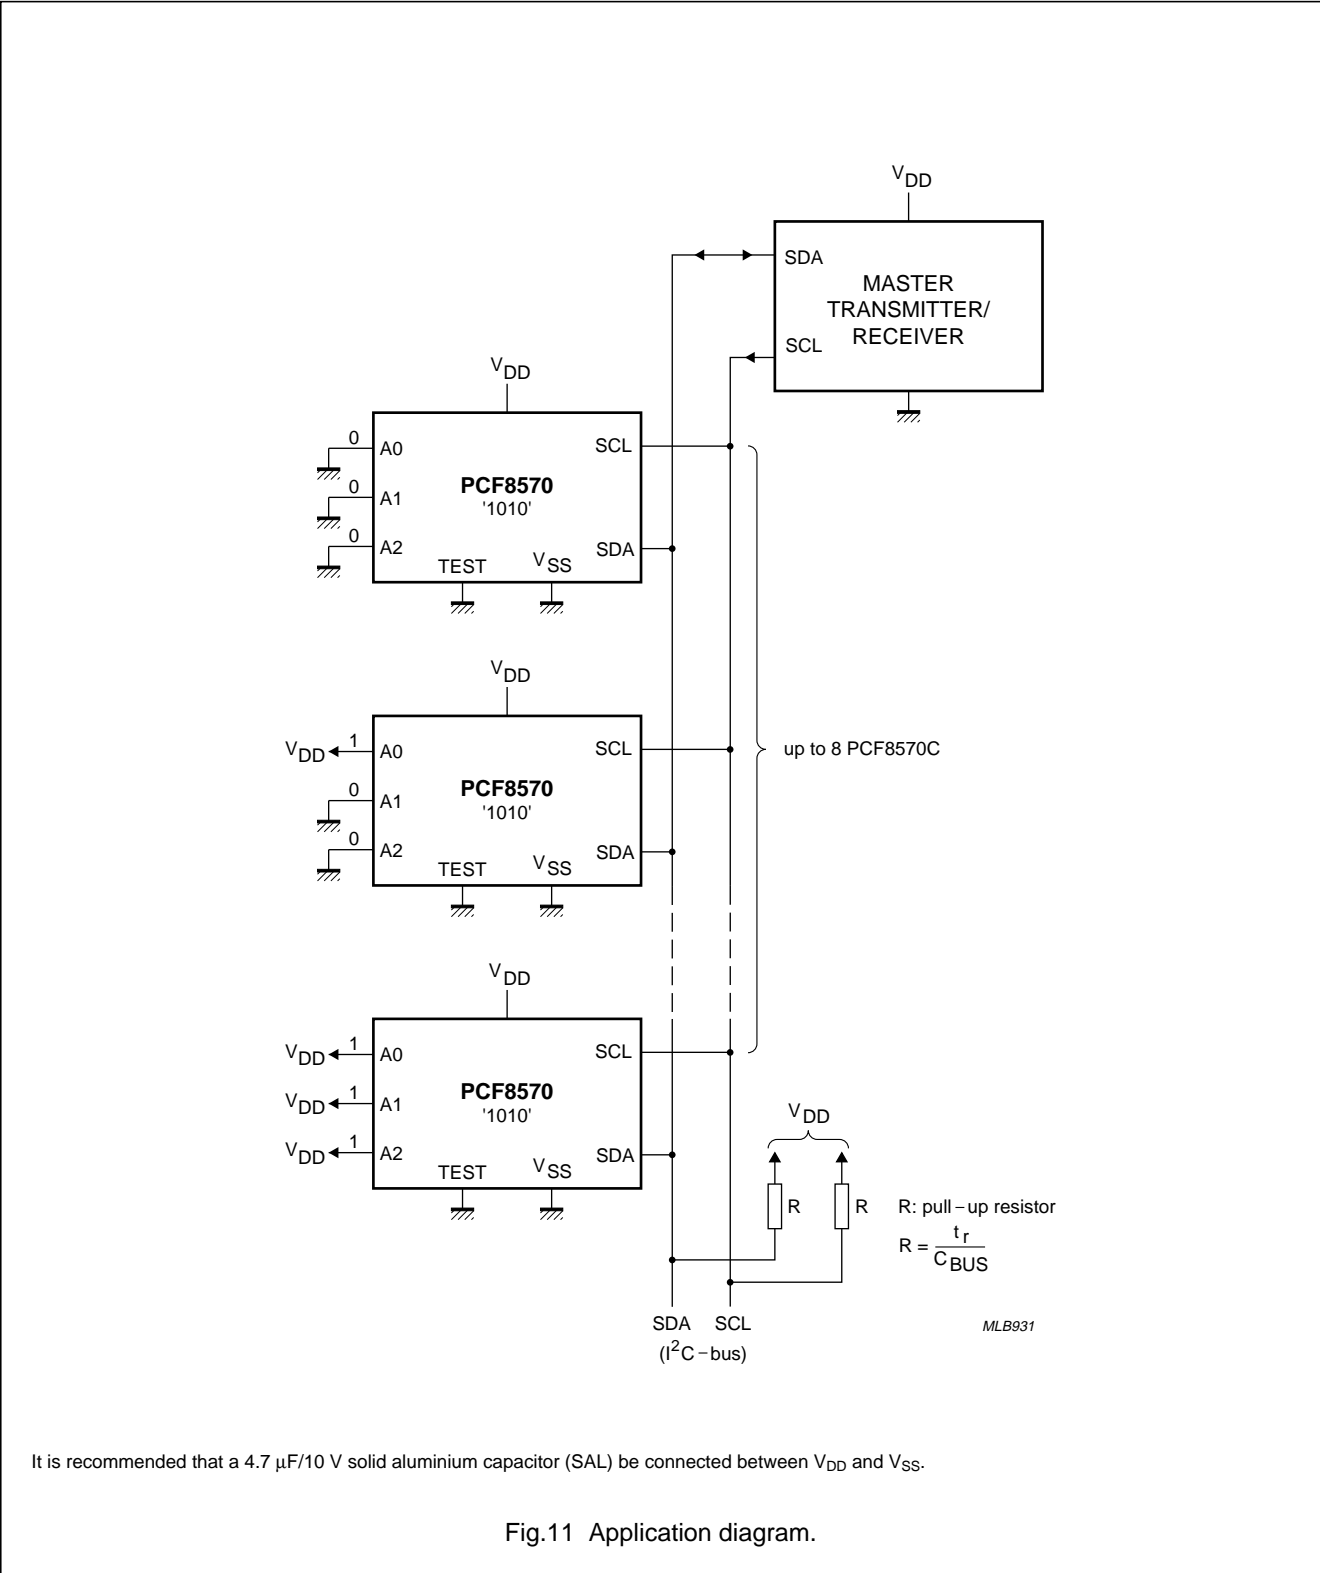 VDD
SDA
MASTER
TRANSMITTER/
RECEIVER
SCL
VDD
0 A0
SCL
PCF8570
'1010'
0 A1
0 A2
SDA
TEST VSS
VDD
VDD 1 A0
SCL
PCF8570
'1010'
0 A1
0 A2
SDA
TEST VSS
up to 8 PCF8570C
VDD
VDD 1 A0
SCL
PCF8570
'1010'
VDD 1 A1
VDD 1 A2
SDA
TEST VSS
VDD
R R
R: pull–up resistor
R = tr / CBUS
SDA SCL
(I²C–bus)
MLB931
It is recommended that a 4.7 μF/10 V solid aluminium capacitor (SAL) be connected between VDD and VSS.
Fig.11 Application diagram.